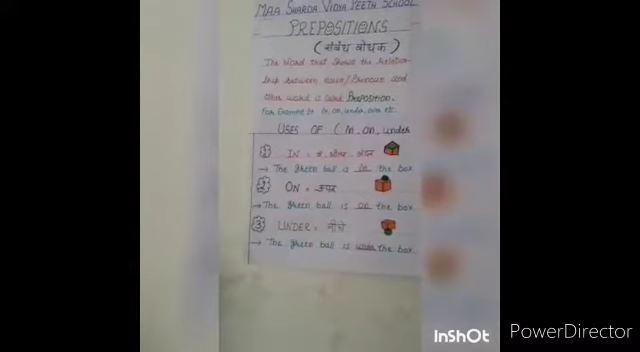 MAA SHARDA VIDYA PEETH SCHOOL
PREPOSITIONS
(संबंध बोधक)
The word that shows the relation-
ship between noun/Pronoun and
other word is called PREPOSITION.
For Example :- In, on, under, over etc.
USES OF ( In, on, under
1 IN = में, भीतर, अंदर
→ The green ball is in the box
2 ON = ऊपर
→ The green ball is on the box.
3 UNDER = नीचे
→ The green ball is under the box.
InShOt
PowerDirector